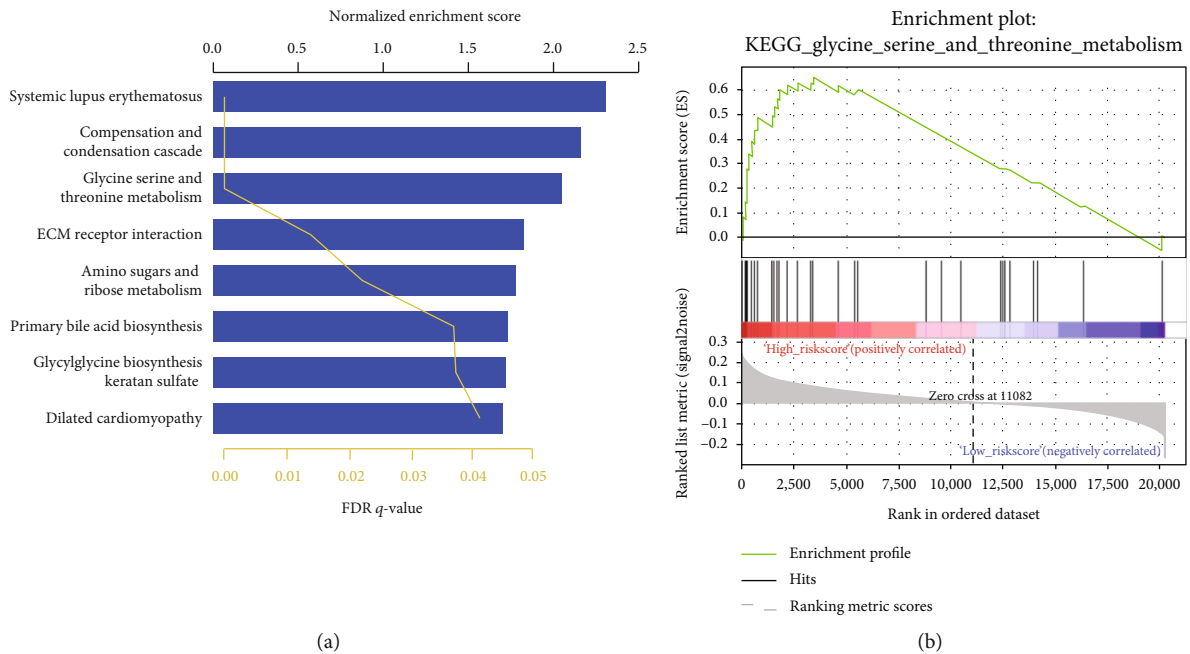 Normalized enrichment score
0.0 0.5 1.0 1.5 2.0 2.5
Systemic lupus erythematosus
Compensation and
condensation cascade
Glycine serine and
threonine metabolism
ECM receptor interaction
Amino sugars and
ribose metabolism
Primary bile acid biosynthesis
Glycylglycine biosynthesis
keratan sulfate
Dilated cardiomyopathy
0.00 0.01 0.02 0.03 0.04 0.05
FDR q-value
(a)
Enrichment plot:
KEGG_glycine_serine_and_threonine_metabolism
Enrichment score (ES)
0.6
0.5
0.4
0.3
0.2
0.1
0.0
Ranked list metric (signal2noise)
0.3
0.2
0.1
0.0
−0.1
−0.2
'High_riskscore'(positively correlated)
Zero cross at 11082
'Low_riskscore'(negatively correlated)
0 2,500 5,000 7,500 10,000 12,500 15,000 17,500 20,000
Rank in ordered dataset
Enrichment profile
Hits
Ranking metric scores
(b)